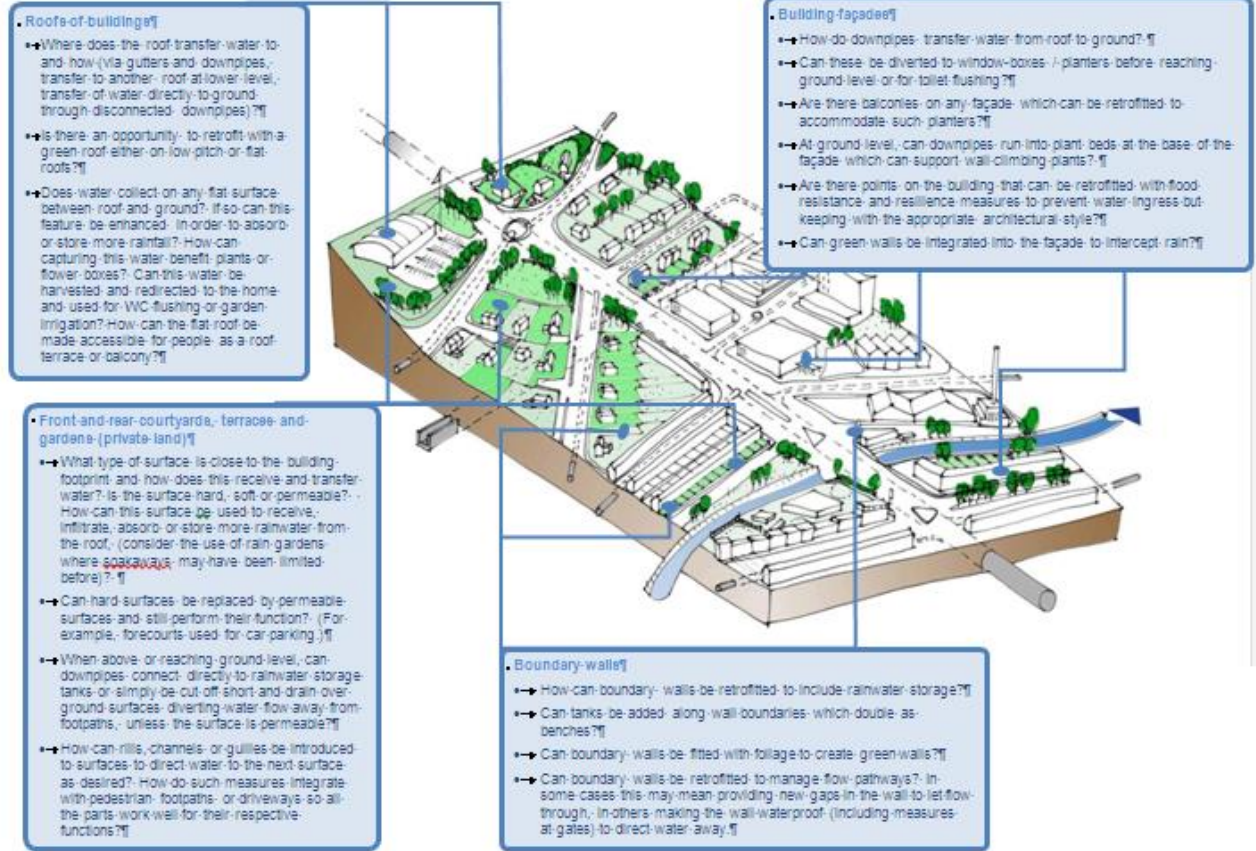 Roofs of buildings¶
Where does the roof transfer water to
and how (via gutters and downpipes,
transfer to another roof at lower level,
transfer of water directly to ground
through disconnected downpipes)?¶
Is there an opportunity to retrofit with a
green roof either on low pitch or flat
roofs?¶
Does water collect on any flat surface
between roof and ground? If so can this
feature be enhanced in order to absorb
or store more rainfall? How can
capturing this water benefit plants or
flower boxes? Can this water be
harvested and redirected to the home
and used for WC flushing or garden
irrigation? How can the flat roof be
made accessible for people as a roof
terrace or balcony?¶
Building façades¶
How do downpipes transfer water from roof to ground? ¶
Can these be diverted to window-boxes / planters before reaching
ground level or for toilet flushing?¶
Are there balconies on any façade which can be retrofitted to
accommodate such planters?¶
At ground level, can downpipes run into plant beds at the base of the
façade which can support wall-climbing plants? ¶
Are there points on the building that can be retrofitted with flood
resistance and resilience measures to prevent water ingress but
keeping with the appropriate architectural style?¶
Can green walls be integrated into the façade to intercept rain?¶
Front and rear courtyards, terraces and
gardens (private land)¶
What type of surface is close to the building
footprint and how does this receive and transfer
water? Is the surface hard, soft or permeable?
How can this surface be used to receive,
infiltrate, absorb or store more rainwater from
the roof, (consider the use of rain gardens
where soakaways may have been limited
before)? ¶
Can hard surfaces be replaced by permeable
surfaces and still perform their function? (For
example, forecourts used for car parking.)¶
When above or reaching ground level, can
downpipes connect directly to rainwater storage
tanks or simply be cut off short and drain over
ground surfaces diverting water flow away from
footpaths, unless the surface is permeable?¶
How can rills, channels or gullies be introduced
to surfaces to direct water to the next surface
as desired? How do such measures integrate
with pedestrian footpaths or driveways so all
the parts work well for their respective
functions?¶
Boundary walls¶
How can boundary walls be retrofitted to include rainwater storage?¶
Can tanks be added along wall boundaries which double as
benches?¶
Can boundary walls be fitted with foliage to create green walls?¶
Can boundary walls be retrofitted to manage flow pathways? In
some cases this may mean providing new gaps in the wall to let flow
through, in others making the wall waterproof (including measures
at gates) to direct water away.¶